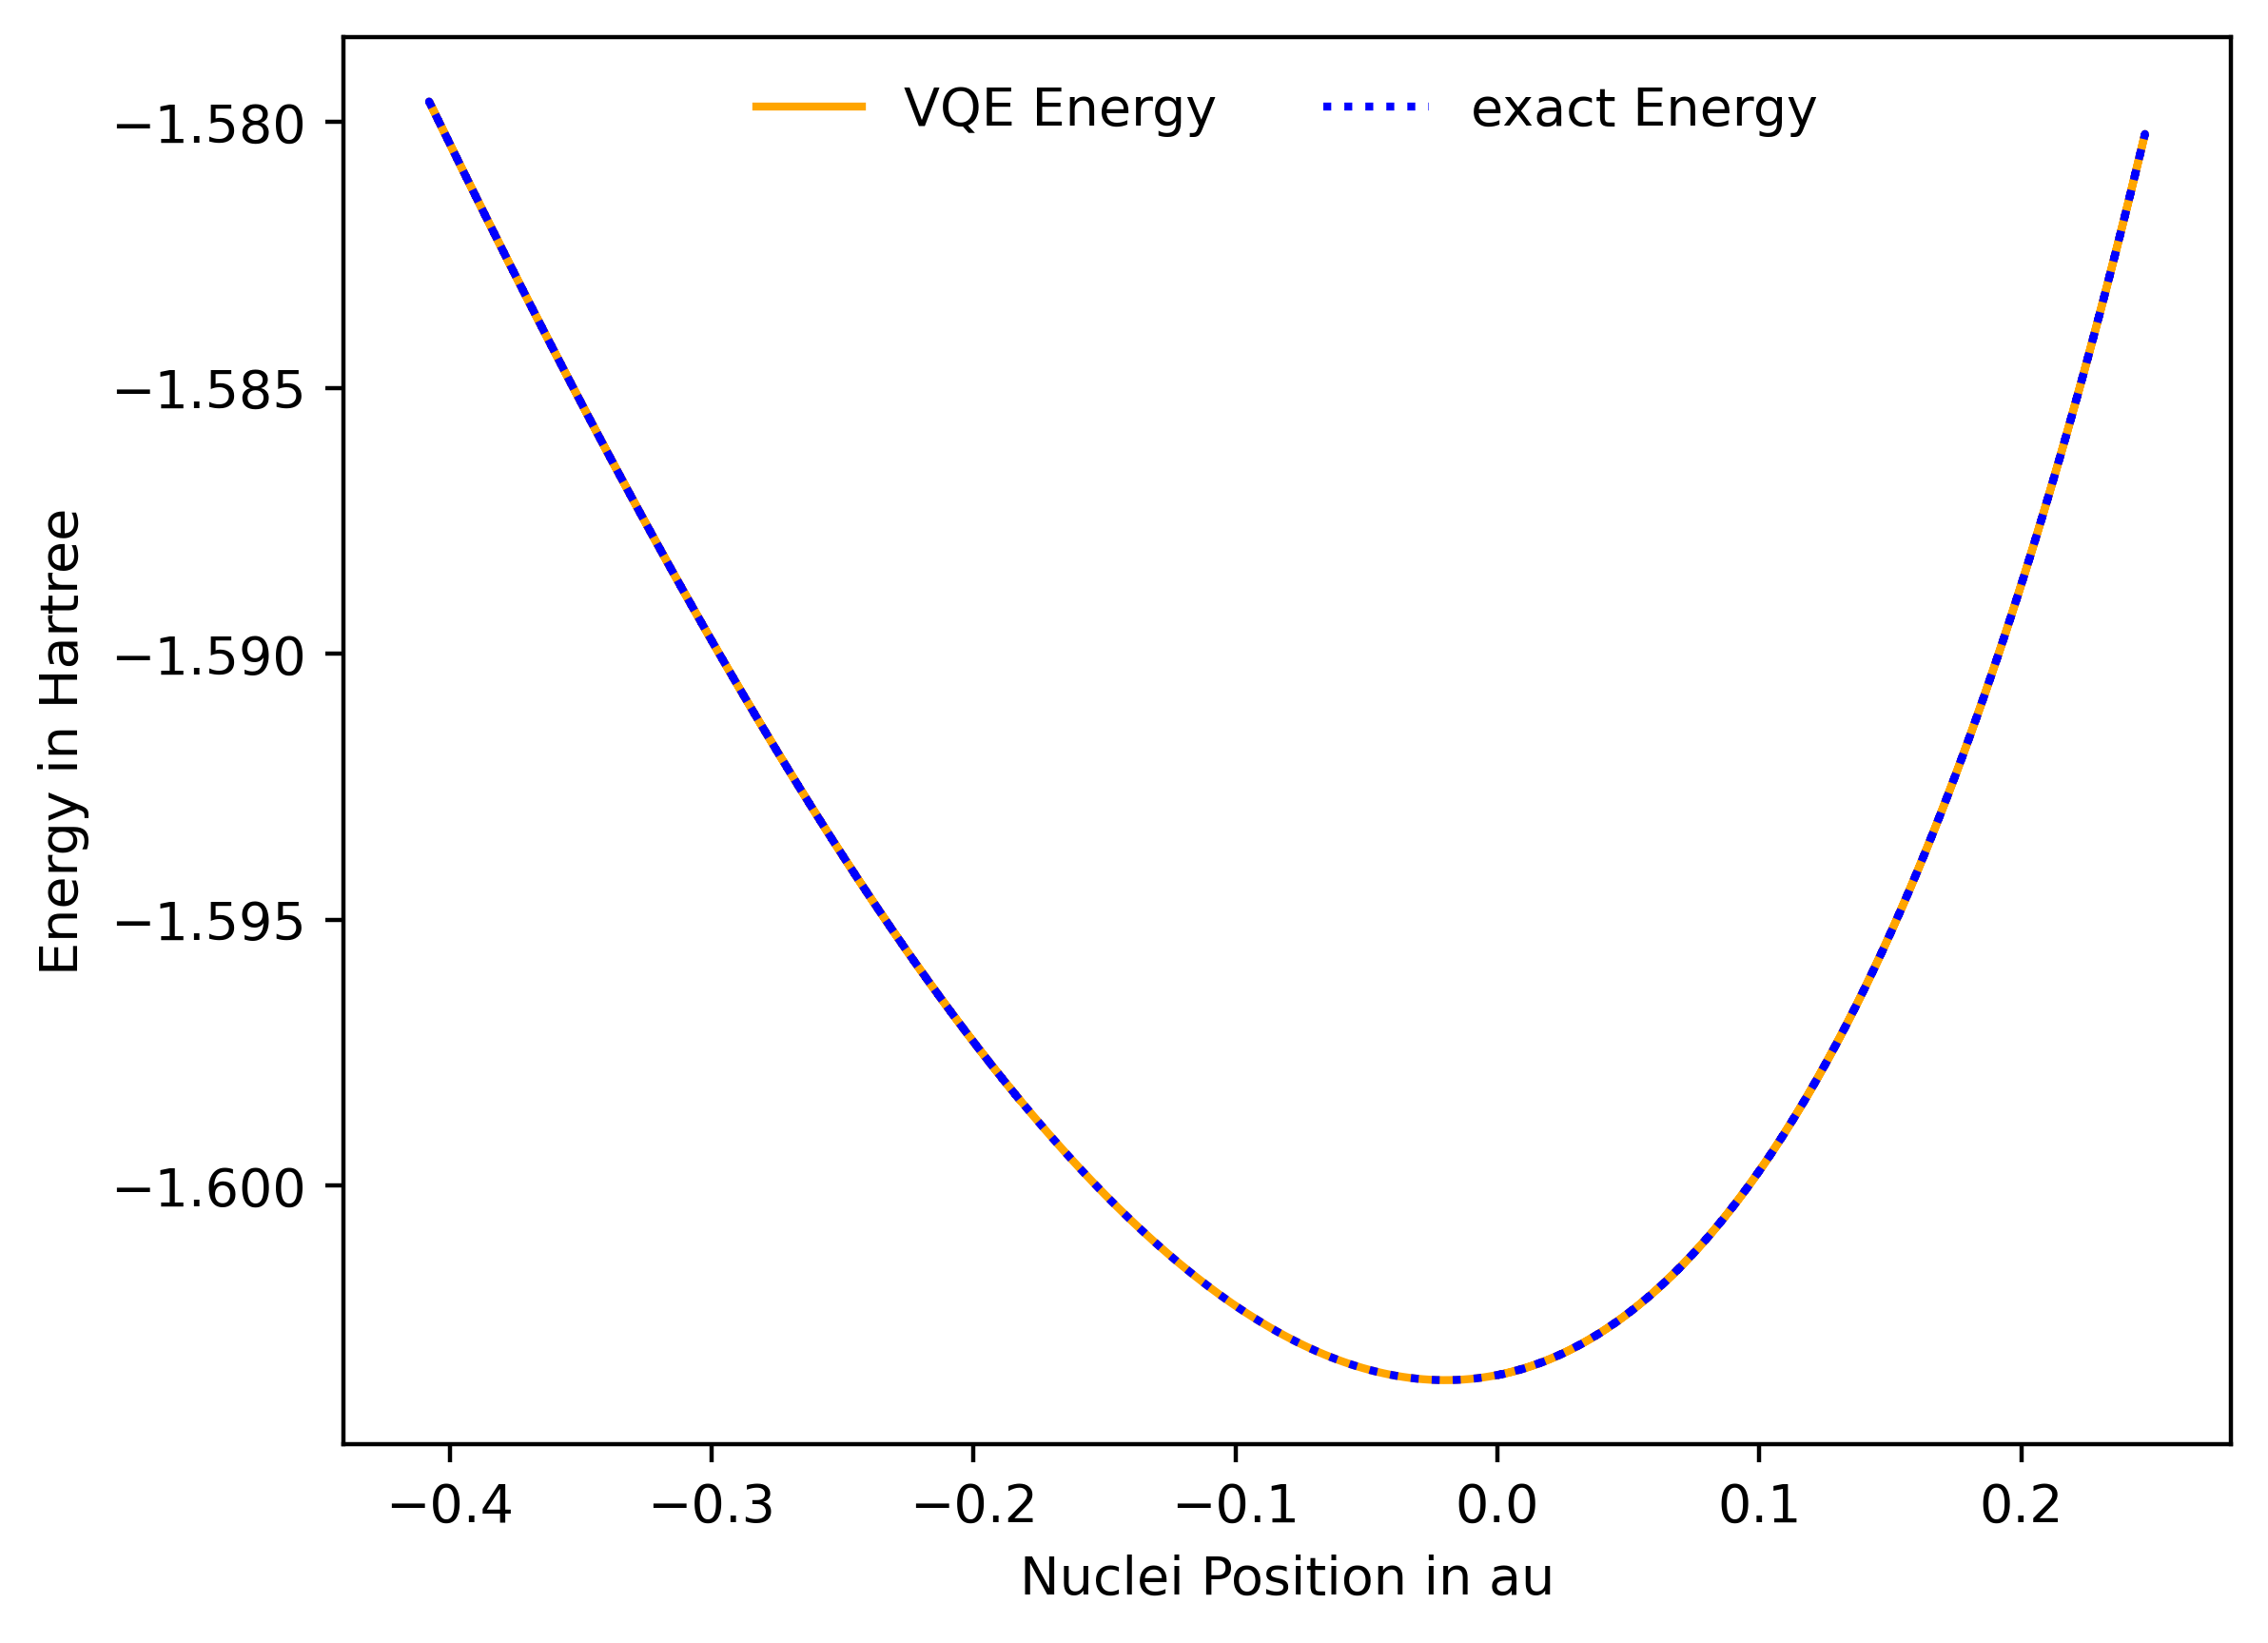 VQE Energy exact Energy
−1.580
−1.585
−1.590
−1.595
−1.600
Energy in Hartree
−0.4 −0.3 −0.2 −0.1 0.0 0.1 0.2
Nuclei Position in au